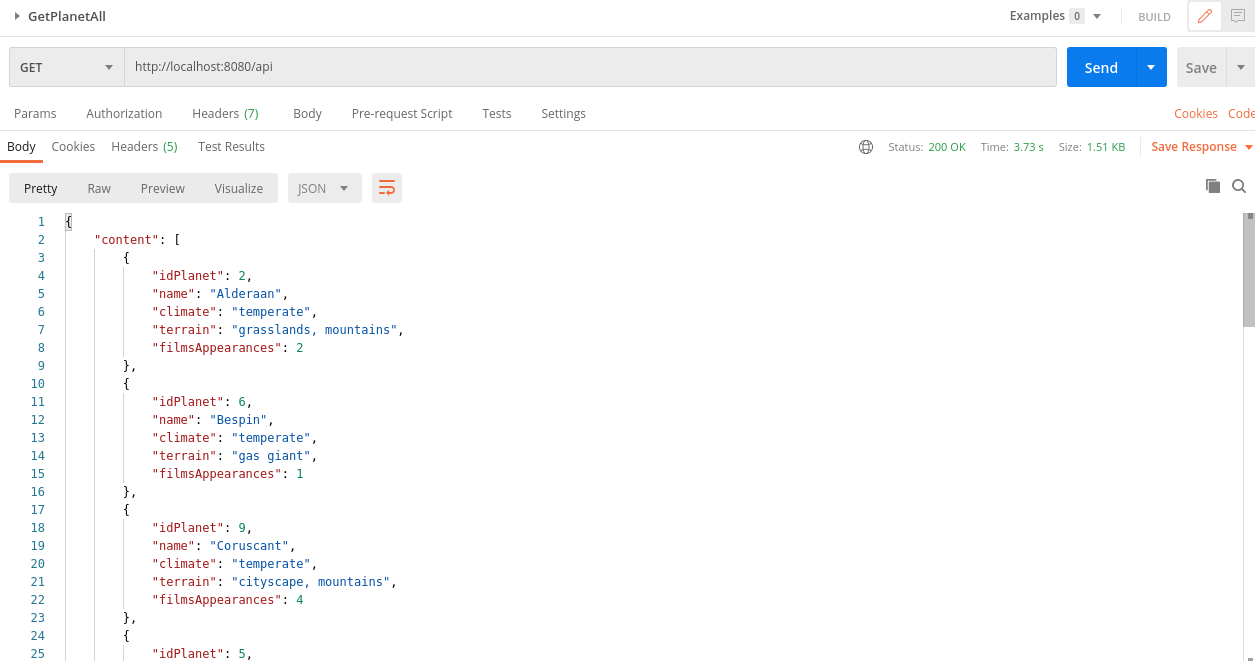 GetPlanetAll Examples 0 BUILD
GET http://localhost:8080/api Send Save
Params Authorization Headers (7) Body Pre-request Script Tests Settings Cookies Code
Body Cookies Headers (5) Test Results Status: 200 OK Time: 3.73 s Size: 1.51 KB Save Response
Pretty Raw Preview Visualize JSON
1 {
2 "content": [
3 {
4 "idPlanet": 2,
5 "name": "Alderaan",
6 "climate": "temperate",
7 "terrain": "grasslands, mountains",
8 "filmsAppearances": 2
9 },
10 {
11 "idPlanet": 6,
12 "name": "Bespin",
13 "climate": "temperate",
14 "terrain": "gas giant",
15 "filmsAppearances": 1
16 },
17 {
18 "idPlanet": 9,
19 "name": "Coruscant",
20 "climate": "temperate",
21 "terrain": "cityscape, mountains",
22 "filmsAppearances": 4
23 },
24 {
25 "idPlanet": 5,